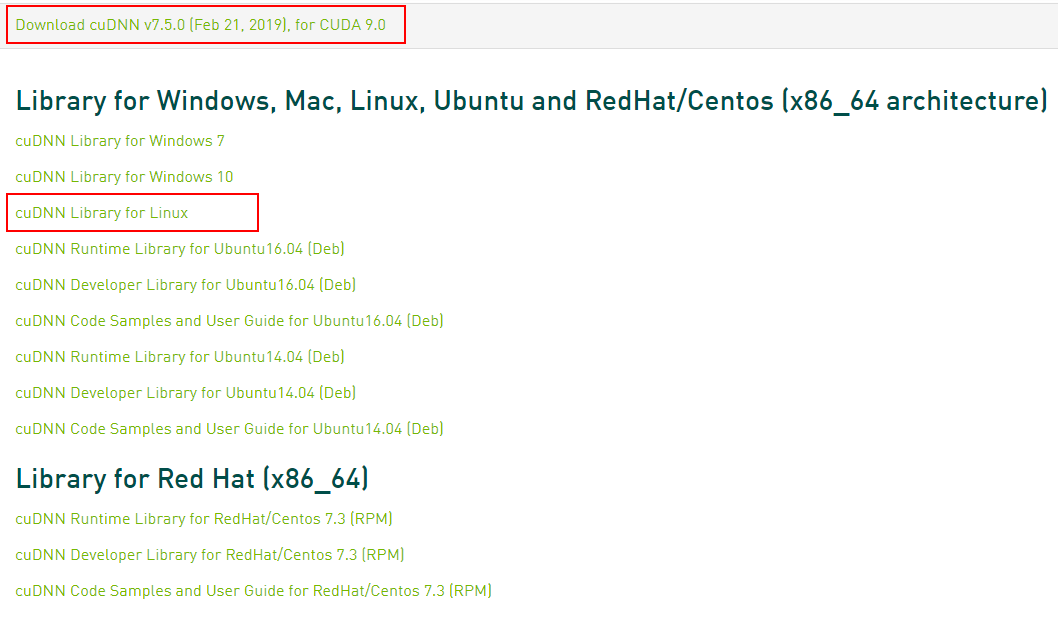 Download cuDNN v7.5.0 (Feb 21, 2019), for CUDA 9.0
Library for Windows, Mac, Linux, Ubuntu and RedHat/Centos (x86_64 architecture)
cuDNN Library for Windows 7
cuDNN Library for Windows 10
cuDNN Library for Linux
cuDNN Runtime Library for Ubuntu16.04 (Deb)
cuDNN Developer Library for Ubuntu16.04 (Deb)
cuDNN Code Samples and User Guide for Ubuntu16.04 (Deb)
cuDNN Runtime Library for Ubuntu14.04 (Deb)
cuDNN Developer Library for Ubuntu14.04 (Deb)
cuDNN Code Samples and User Guide for Ubuntu14.04 (Deb)
Library for Red Hat (x86_64)
cuDNN Runtime Library for RedHat/Centos 7.3 (RPM)
cuDNN Developer Library for RedHat/Centos 7.3 (RPM)
cuDNN Code Samples and User Guide for RedHat/Centos 7.3 (RPM)